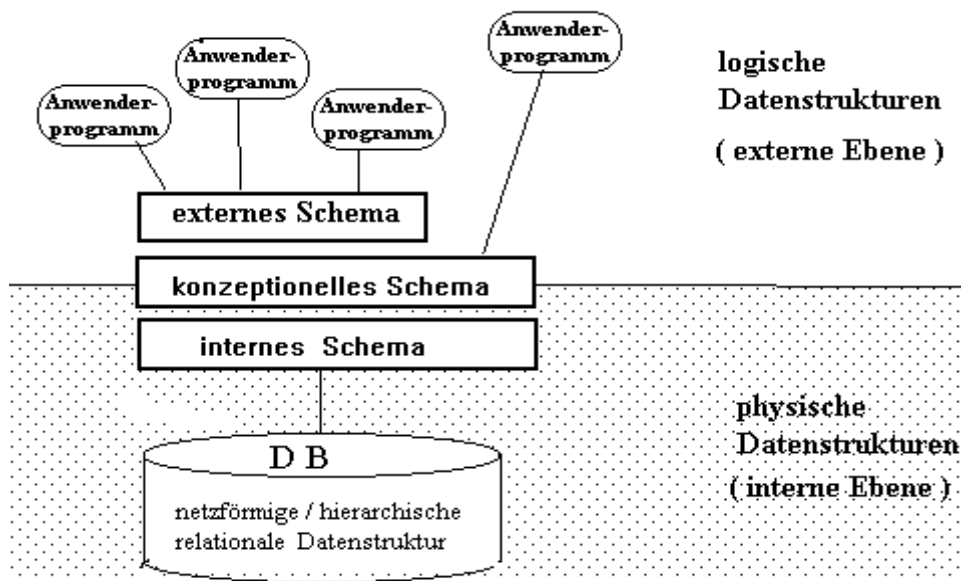 Anwender-
programm
Anwender-
programm
Anwender-
programm
Anwender-
programm
logische
Datenstrukturen
( externe Ebene )
externes Schema
konzeptionelles Schema
internes Schema
physische
Datenstrukturen
( interne Ebene )
D B
netzförmige / hierarchische
relationale Datenstruktur